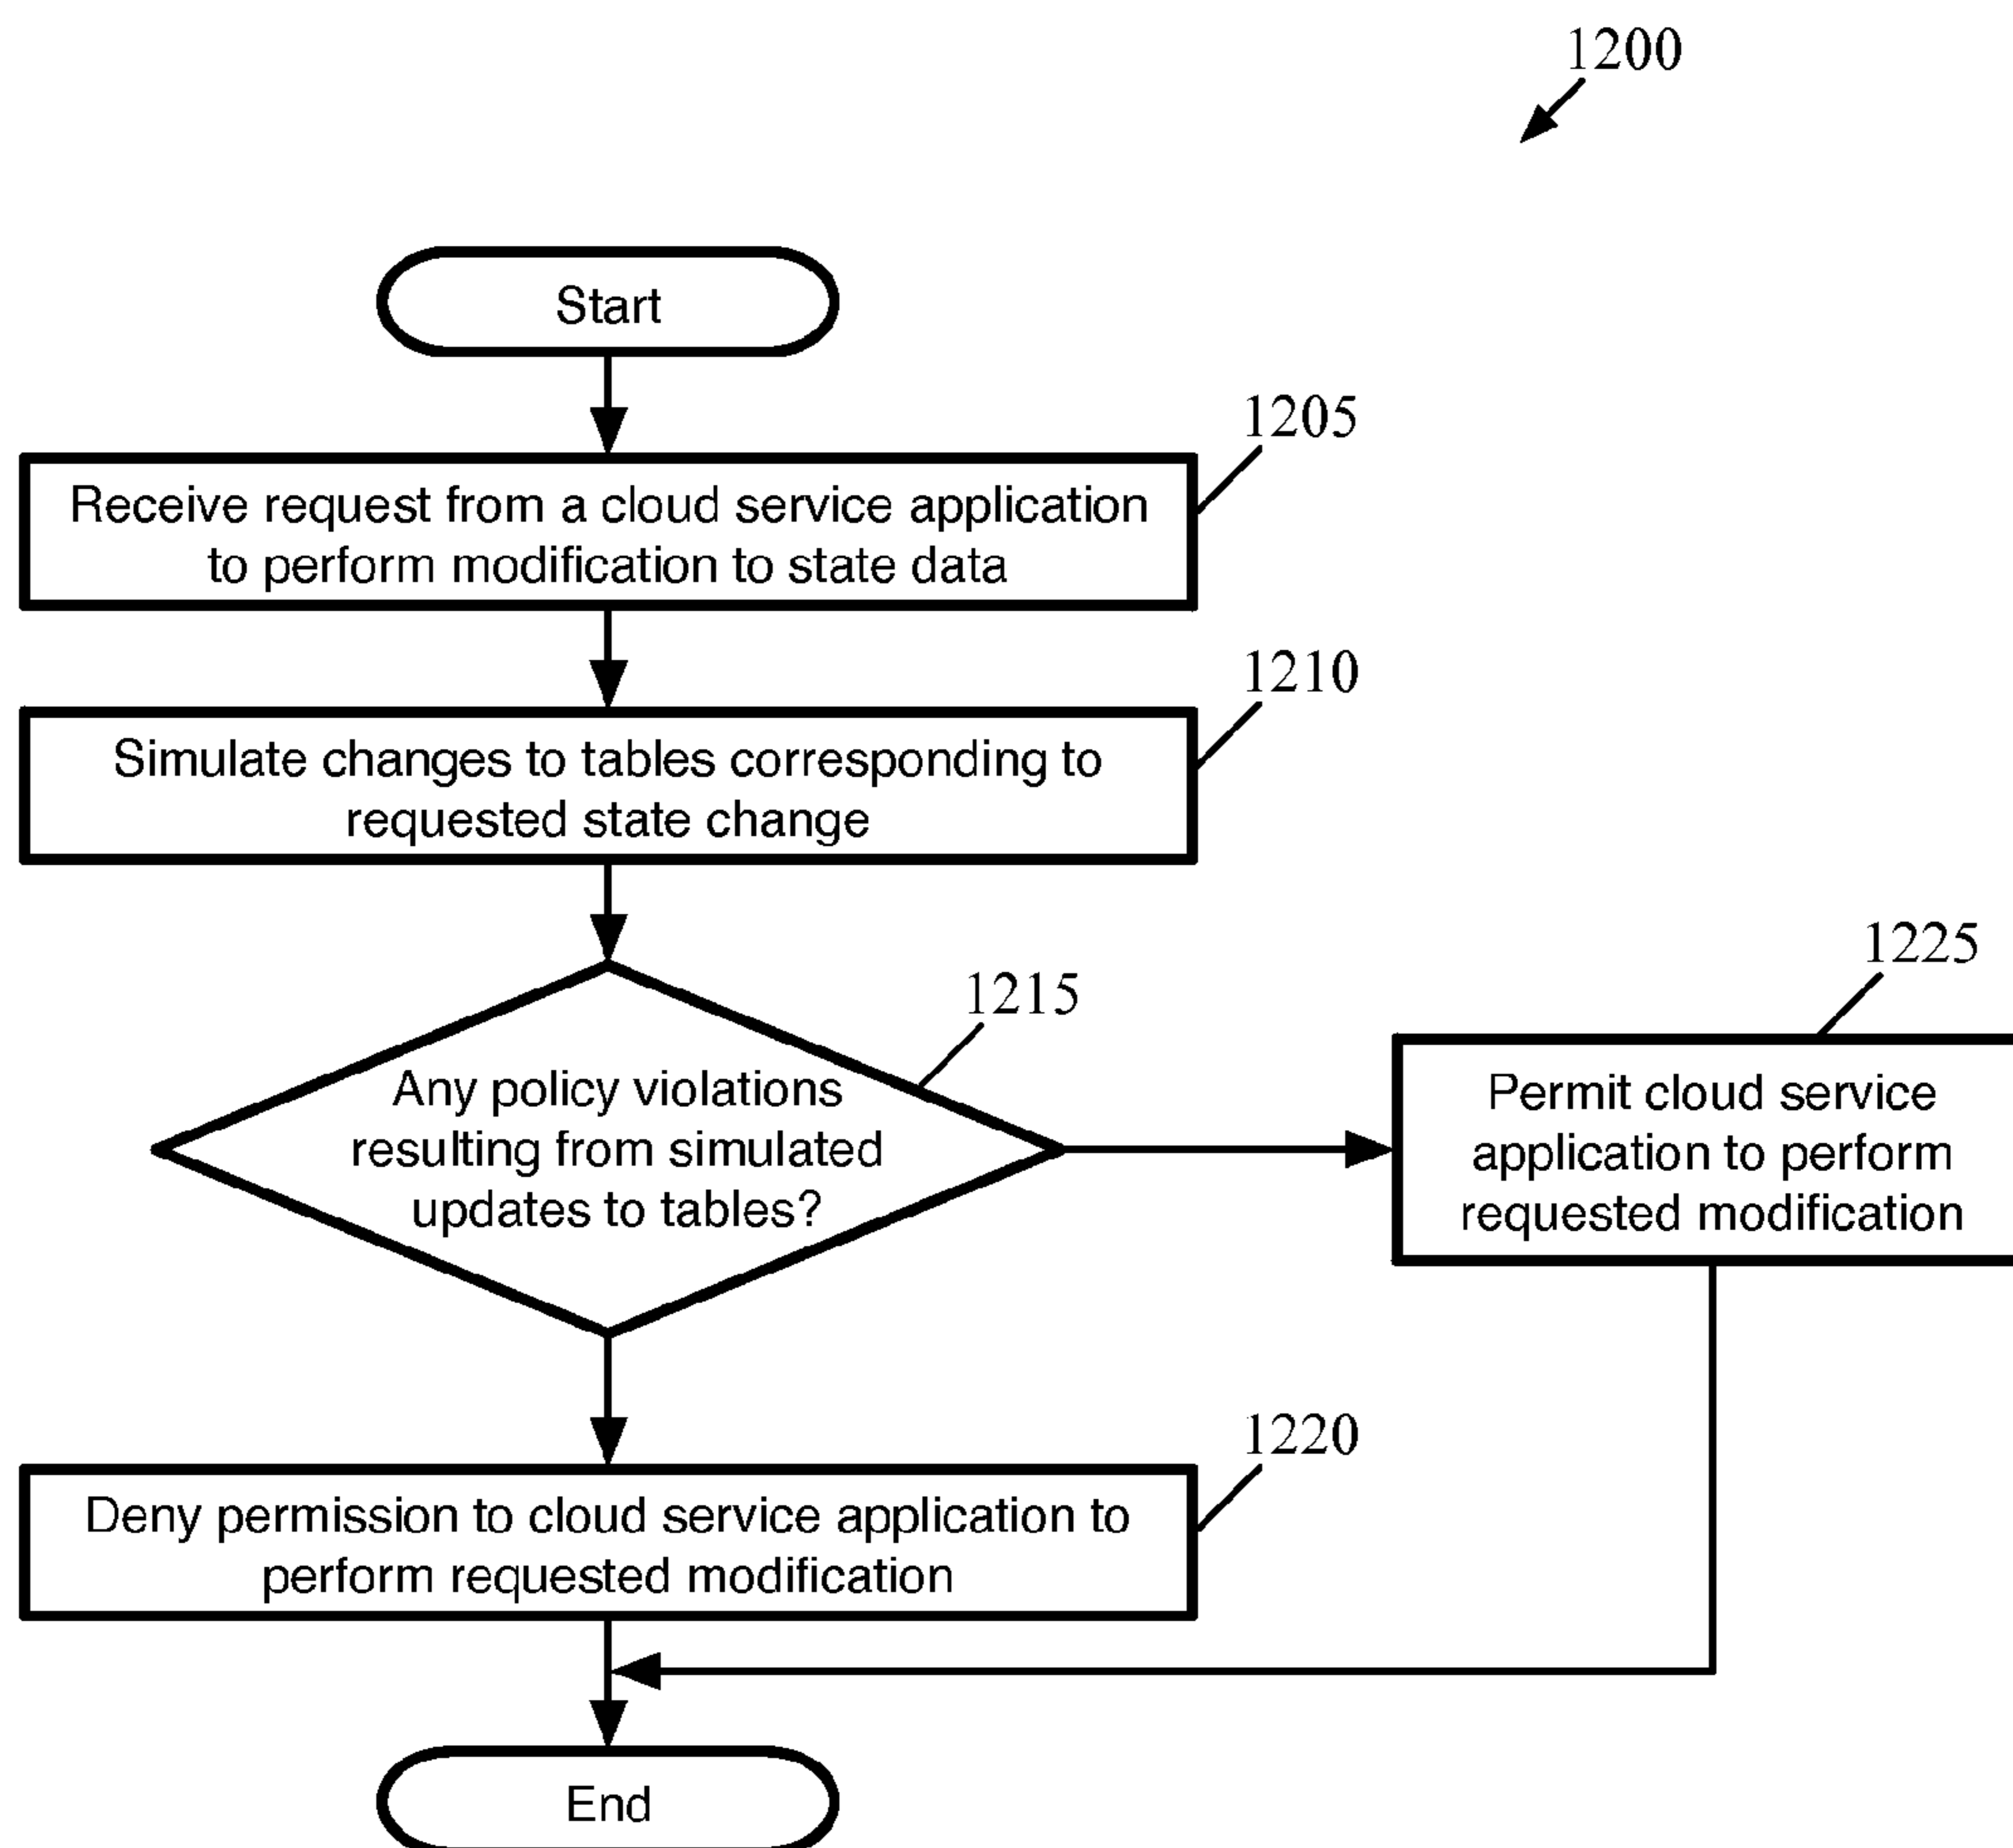 1200
Start
1205
Receive request from a cloud service application
to perform modification to state data
1210
Simulate changes to tables corresponding to
requested state change
1215
Any policy violations
resulting from simulated
updates to tables?
1225
Permit cloud service
application to perform
requested modification
1220
Deny permission to cloud service application to
perform requested modification
End